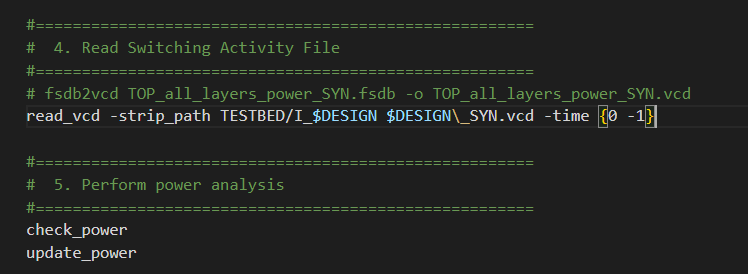 #==================================================
#  4. Read Switching Activity File
#==================================================
# fsdb2vcd TOP_all_layers_power_SYN.fsdb -o TOP_all_layers_power_SYN.vcd
read_vcd -strip_path TESTBED/I_$DESIGN $DESIGN\_SYN.vcd -time {0 -1}
#==================================================
#  5. Perform power analysis
#==================================================
check_power
update_power